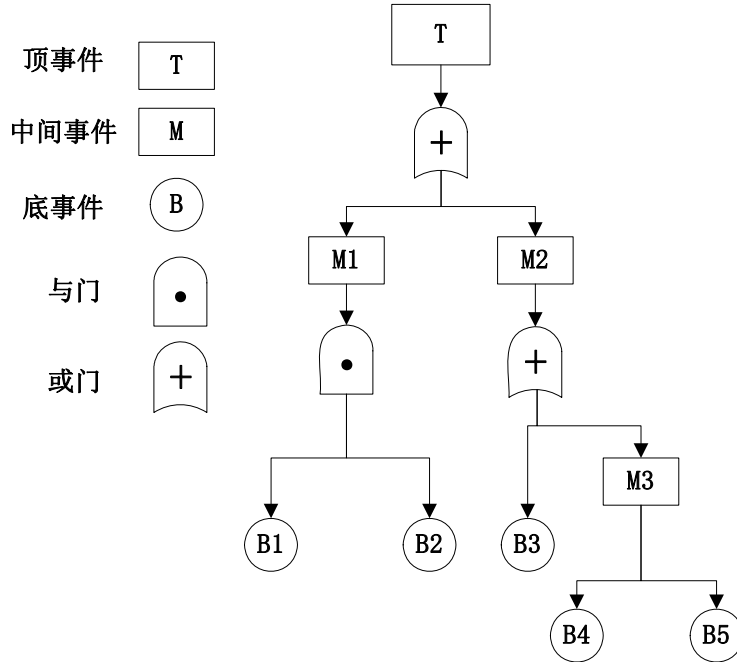 顶事件 T
中间事件 M
底事件 B
与门
或门 +
T
+
M1 M2
+
M3
B1 B2 B3
B4 B5